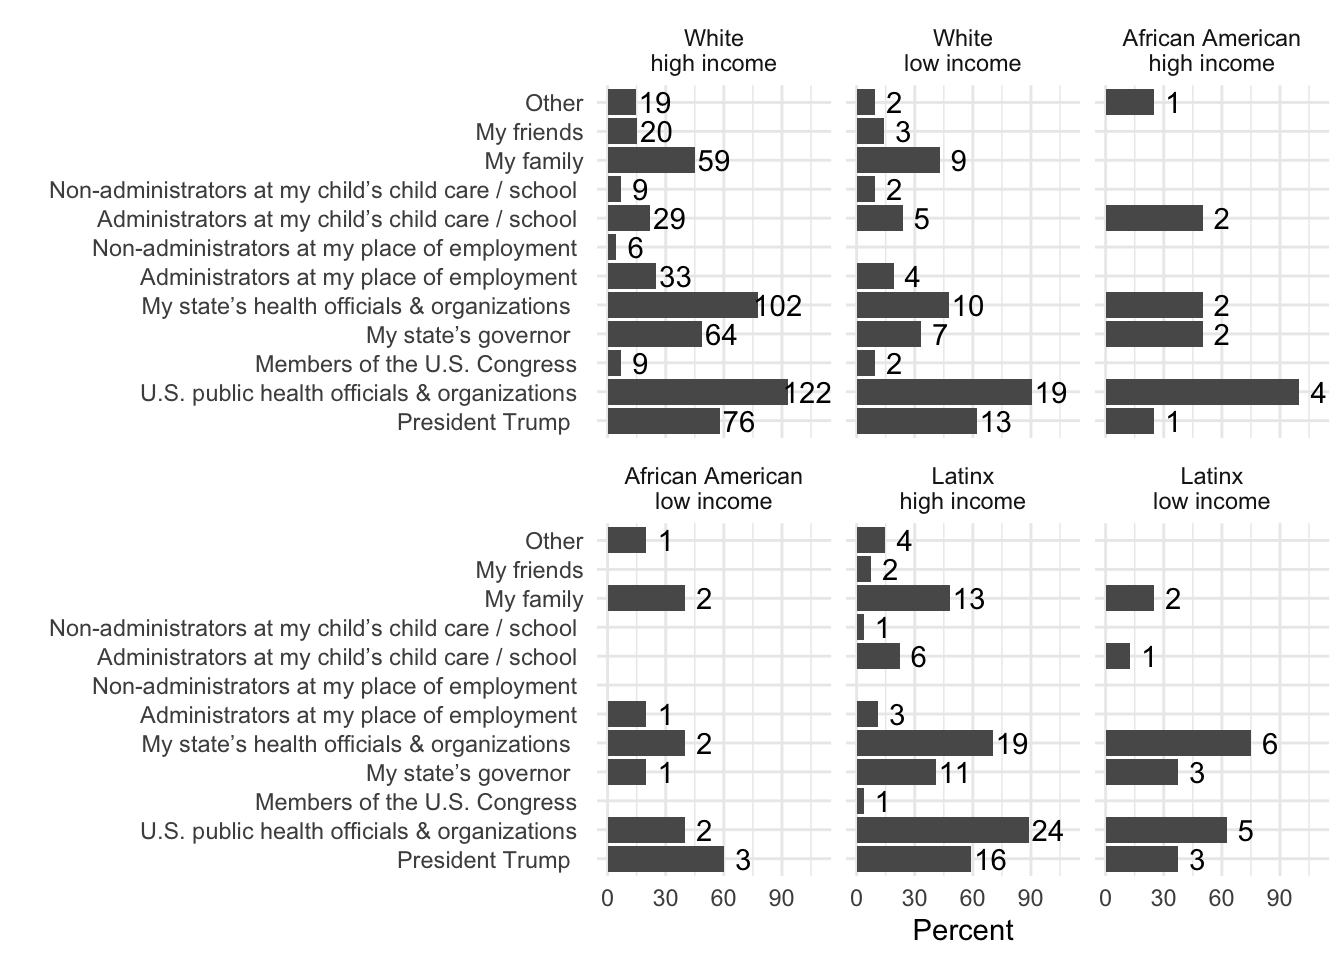 White
high income
White
low income
African American
high income
Other 19 2 1
My friends 20 3
My family 59 9
Non-administrators at my child’s child care / school 9 2
Administrators at my child’s child care / school 29 5 2
Non-administrators at my place of employment 6
Administrators at my place of employment 33 4
My state’s health officials & organizations 102 10 2
My state’s governor 64 7 2
Members of the U.S. Congress 9 2
U.S. public health officials & organizations 122 19 4
President Trump 76 13 1
African American
low income
Latinx
high income
Latinx
low income
Other 1 4
My friends 2
My family 2 13 2
Non-administrators at my child’s child care / school 1
Administrators at my child’s child care / school 6 1
Non-administrators at my place of employment
Administrators at my place of employment 1 3
My state’s health officials & organizations 2 19 6
My state’s governor 1 11 3
Members of the U.S. Congress 1
U.S. public health officials & organizations 2 24 5
President Trump 3 16 3
0 30 60 90 0 30 60 90 0 30 60 90
Percent